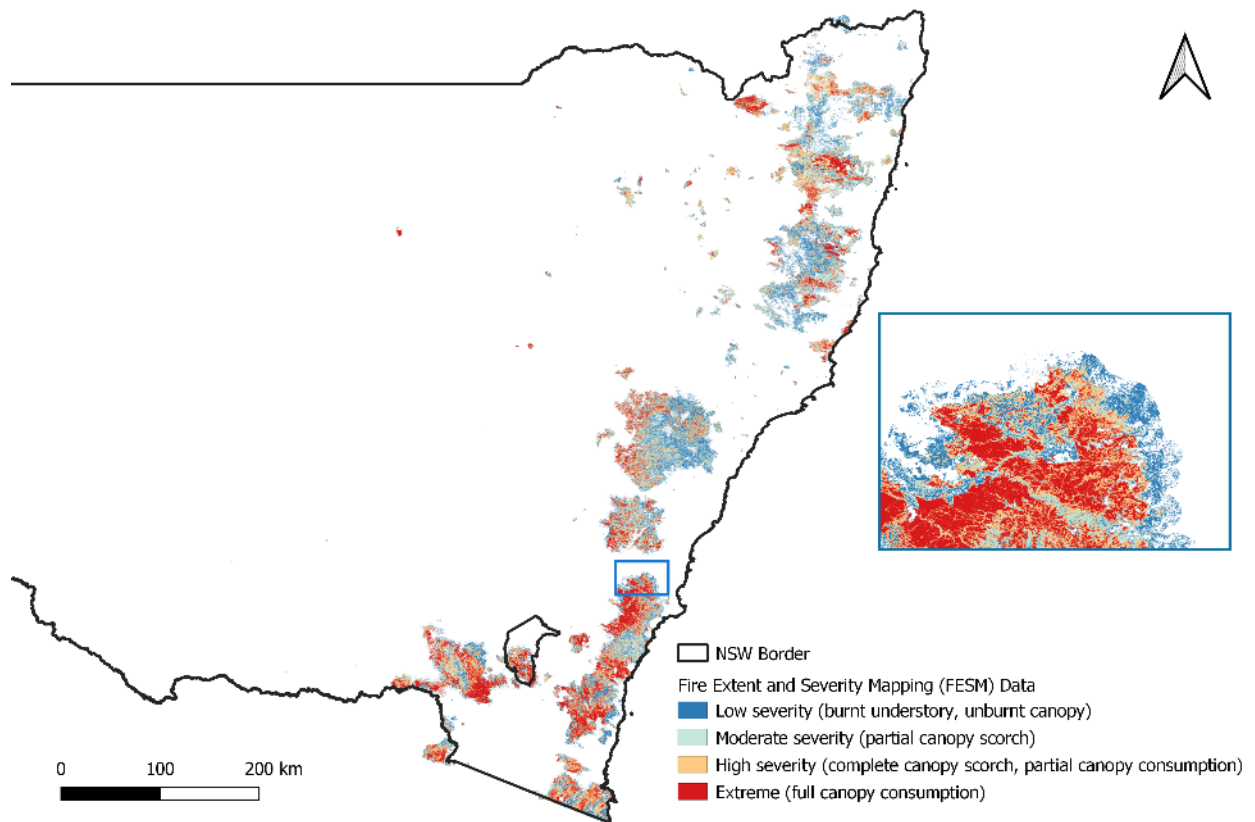 NSW Border
Fire Extent and Severity Mapping (FESM) Data
Low severity (burnt understory, unburnt canopy)
Moderate severity (partial canopy scorch)
High severity (complete canopy scorch, partial canopy consumption)
Extreme (full canopy consumption)
0 100 200 km